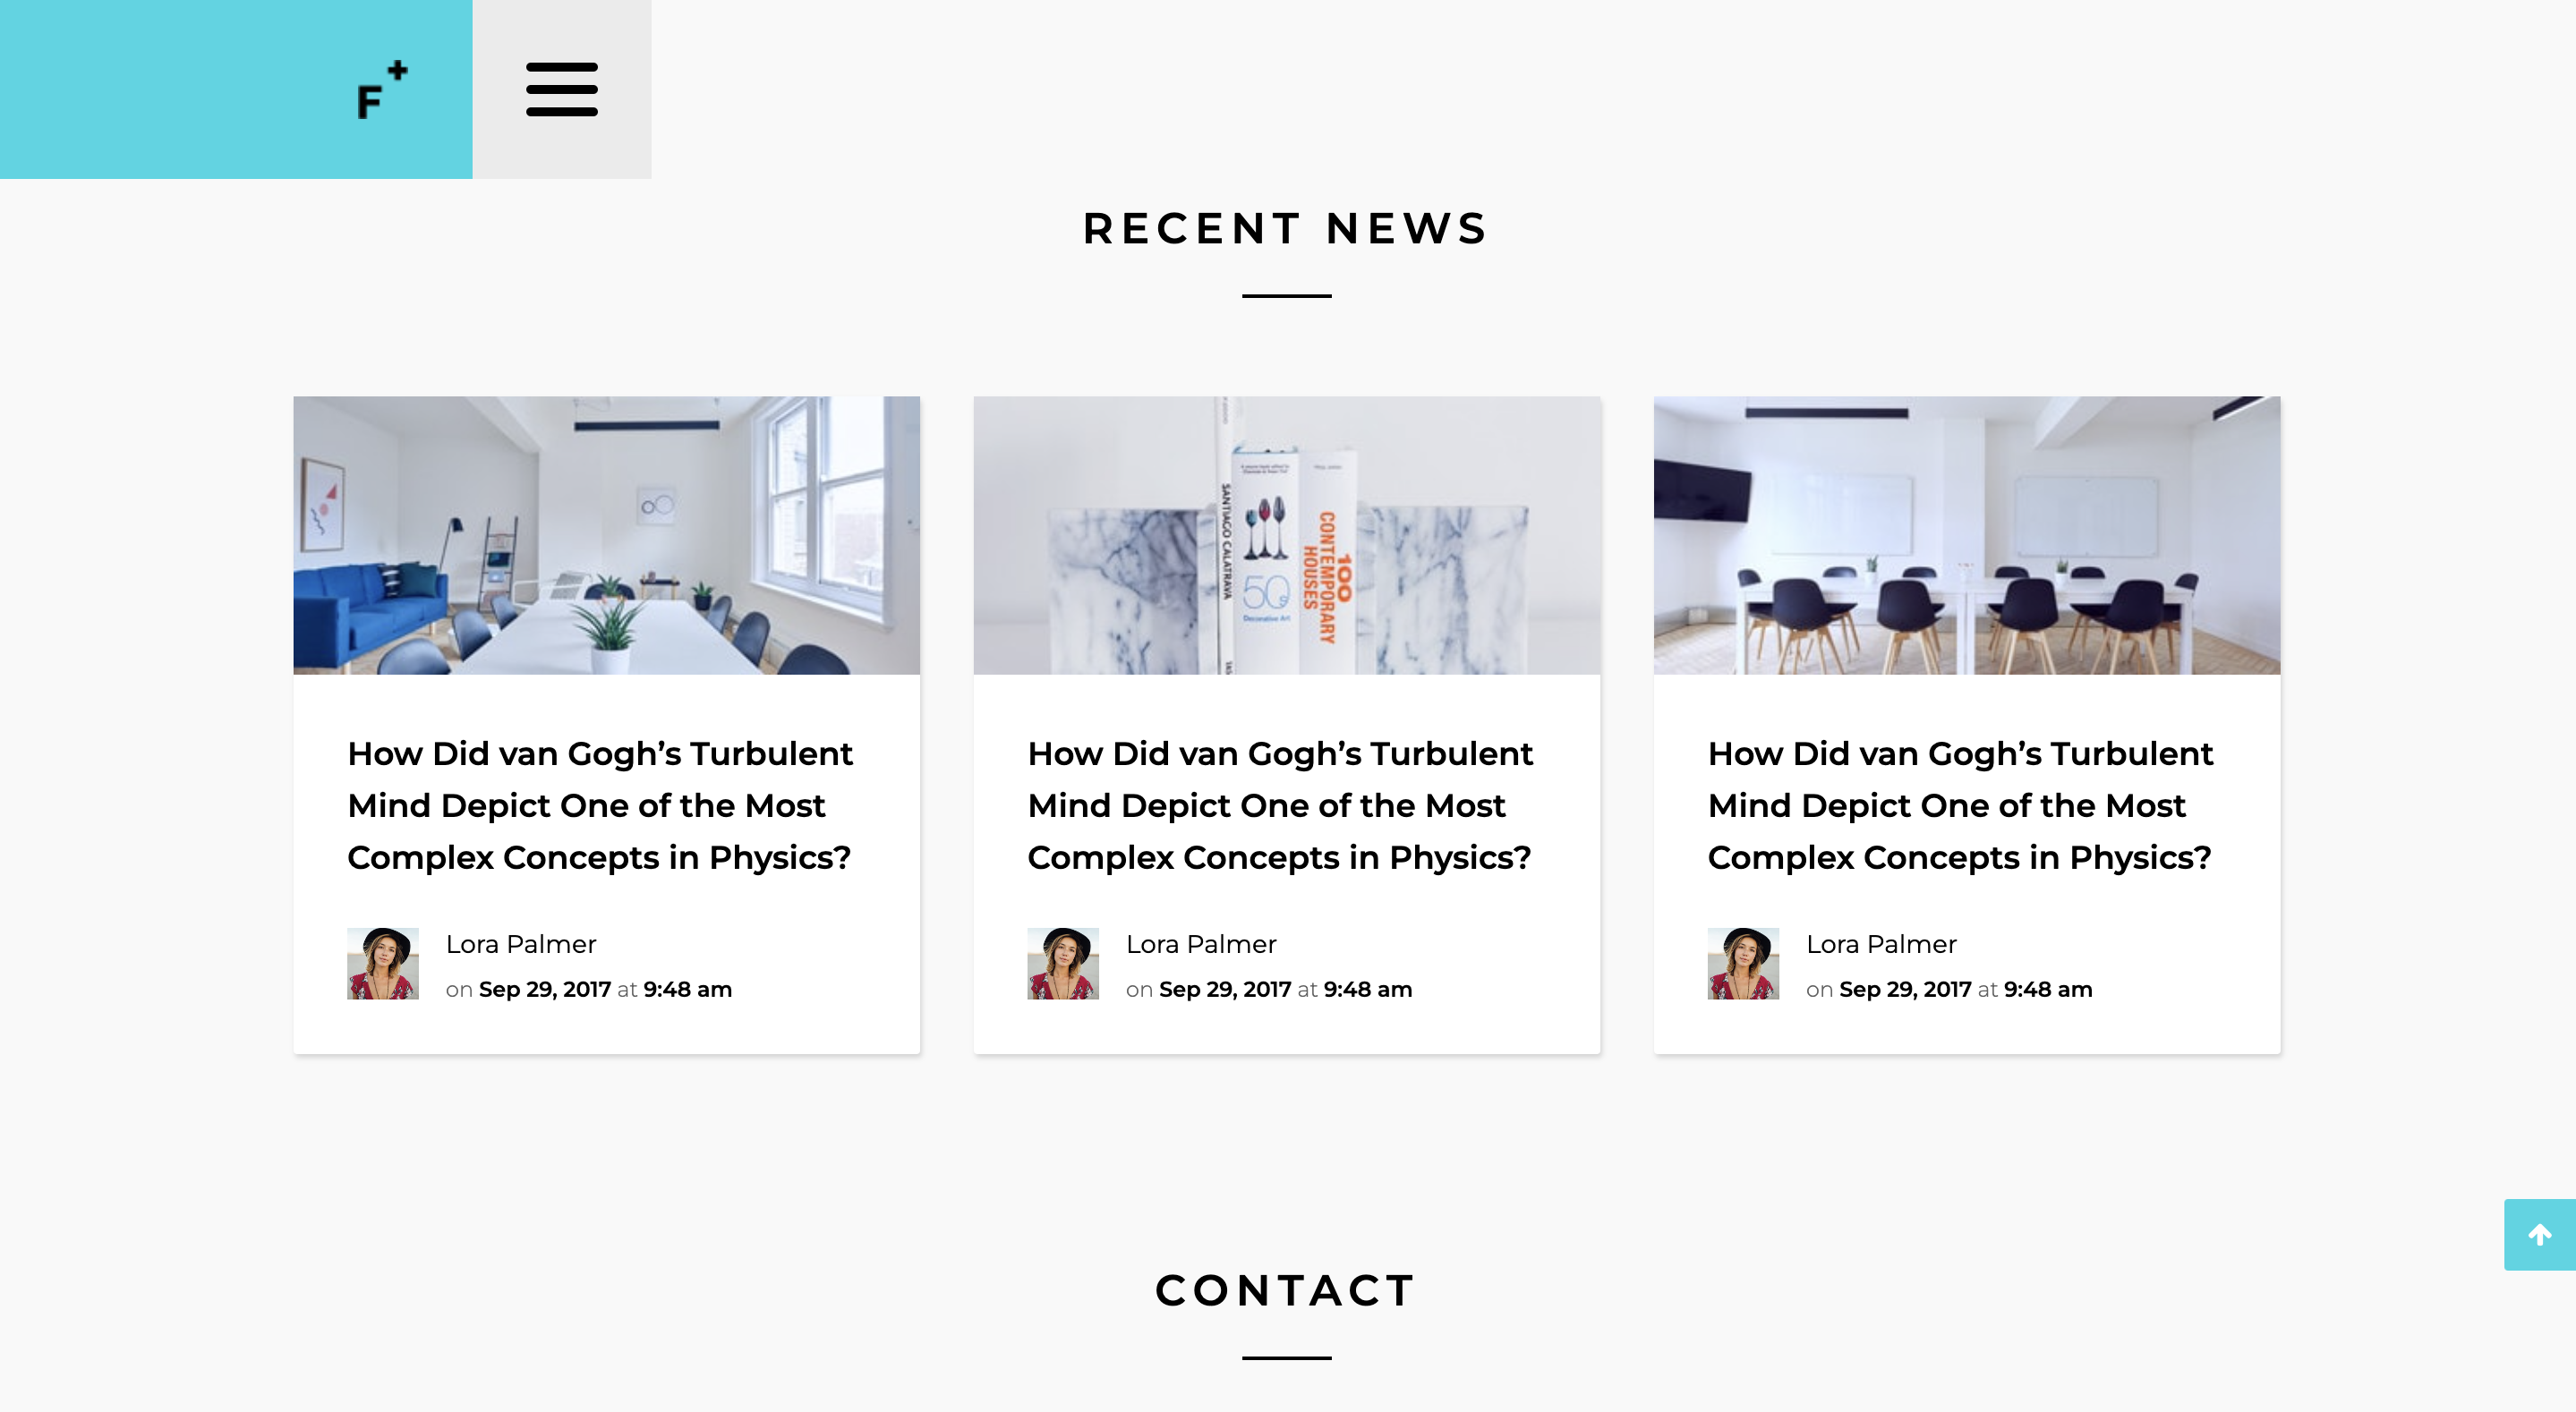 F+
RECENT NEWS
SANTIAGO CALATRAVA
50s
Decorative Art
100
CONTEMPORARY
HOUSES
How Did van Gogh’s Turbulent
Mind Depict One of the Most
Complex Concepts in Physics?
Lora Palmer
on Sep 29, 2017 at 9:48 am
How Did van Gogh’s Turbulent
Mind Depict One of the Most
Complex Concepts in Physics?
Lora Palmer
on Sep 29, 2017 at 9:48 am
How Did van Gogh’s Turbulent
Mind Depict One of the Most
Complex Concepts in Physics?
Lora Palmer
on Sep 29, 2017 at 9:48 am
CONTACT